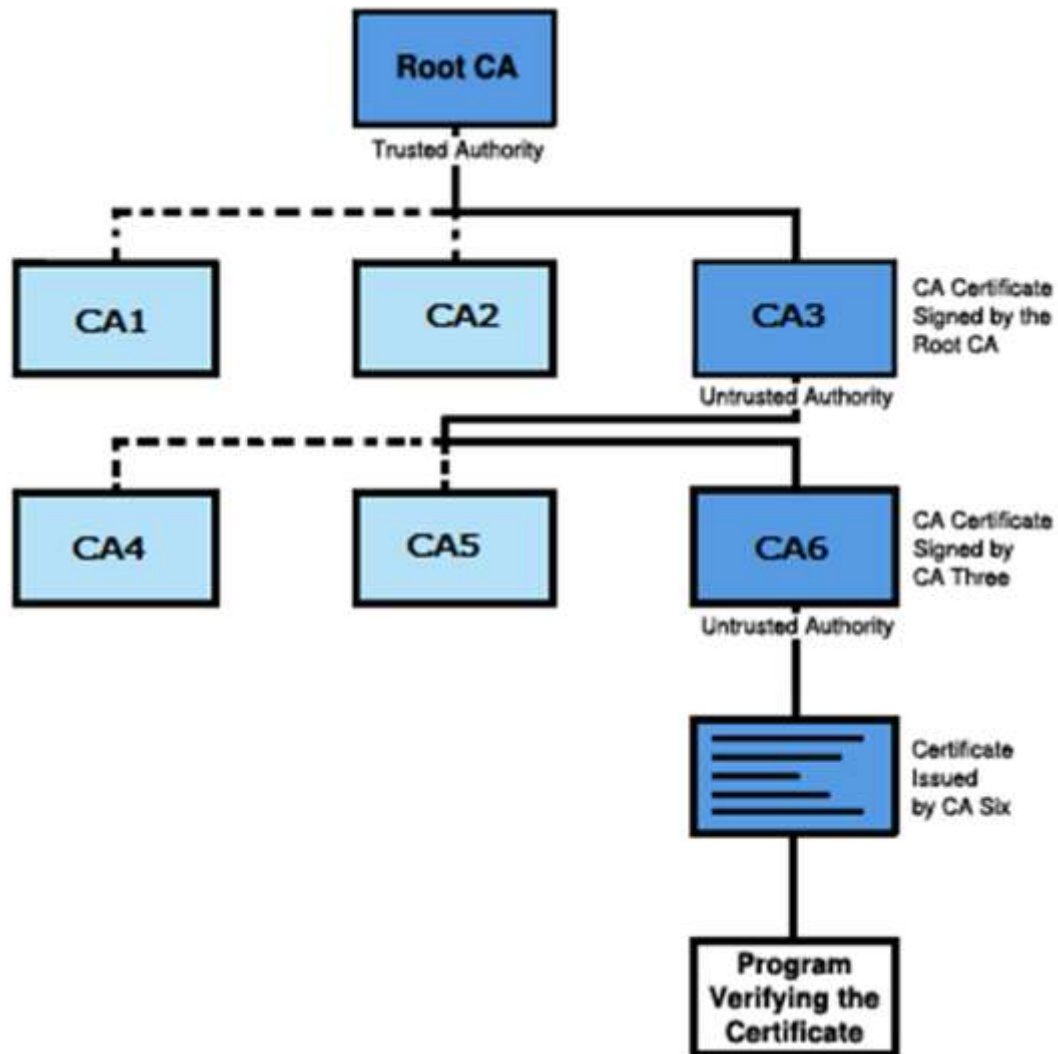 Root CA
Trusted Authority
CA1
CA2
CA3
CA Certificate
Signed by the
Root CA
Untrusted Authority
CA4
CA5
CA6
CA Certificate
Signed by
CA Three
Untrusted Authority
Certificate
Issued
by CA Six
Program
Verifying the
Certificate